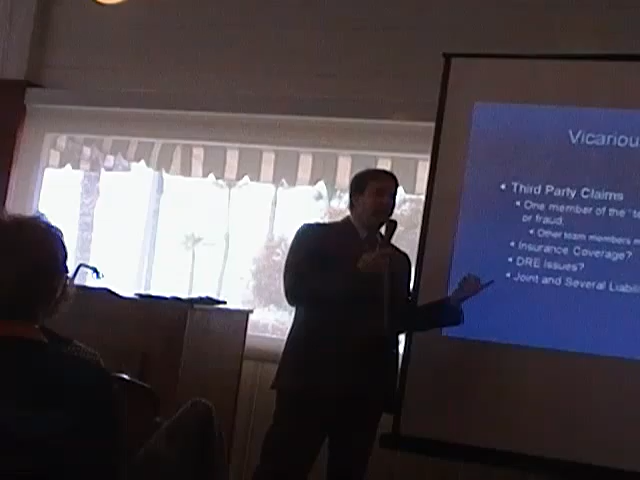 Vicariou
• Third Party Claims
• One member of the "
or fraud
• Other team members
• Insurance Coverage?
• DRE Issues?
• Joint and Several Liabili